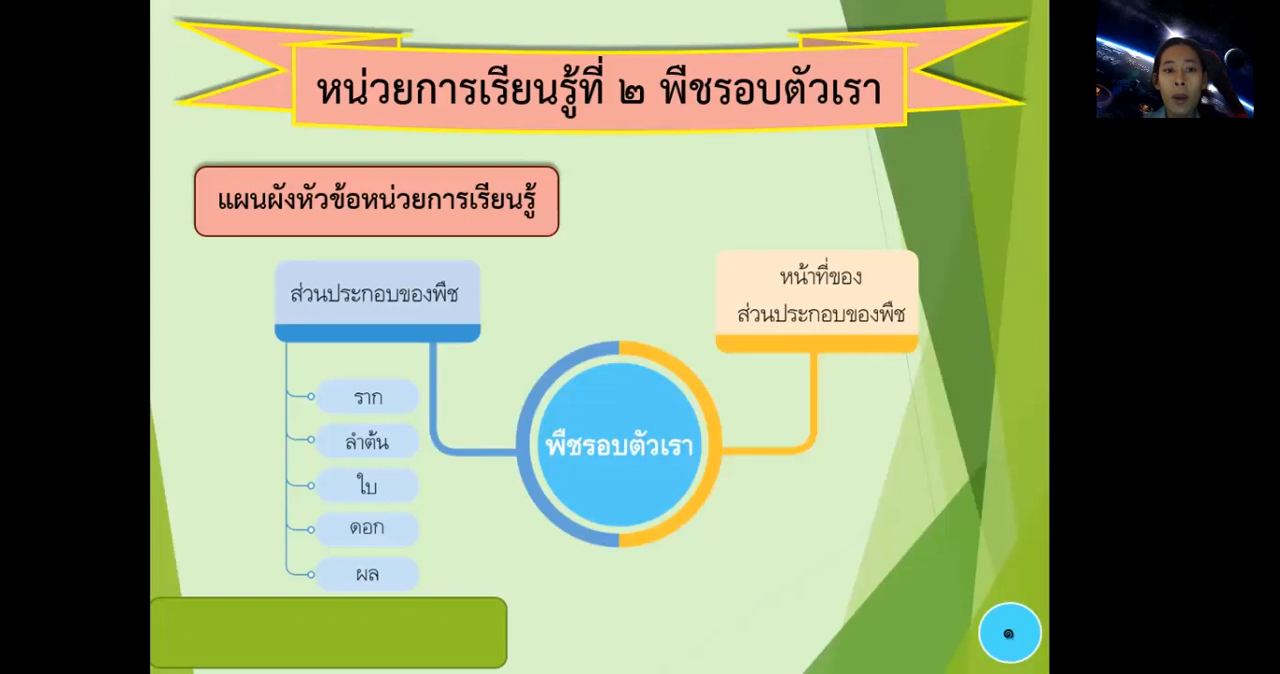 หน่วยการเรียนรู้ที่ ๒ พืชรอบตัวเรา
แผนผังหัวข้อหน่วยการเรียนรู้
ส่วนประกอบของพืช
ราก
ลำต้น
ใบ
ดอก
ผล
พืชรอบตัวเรา
หน้าที่ของ
ส่วนประกอบของพืช
๑